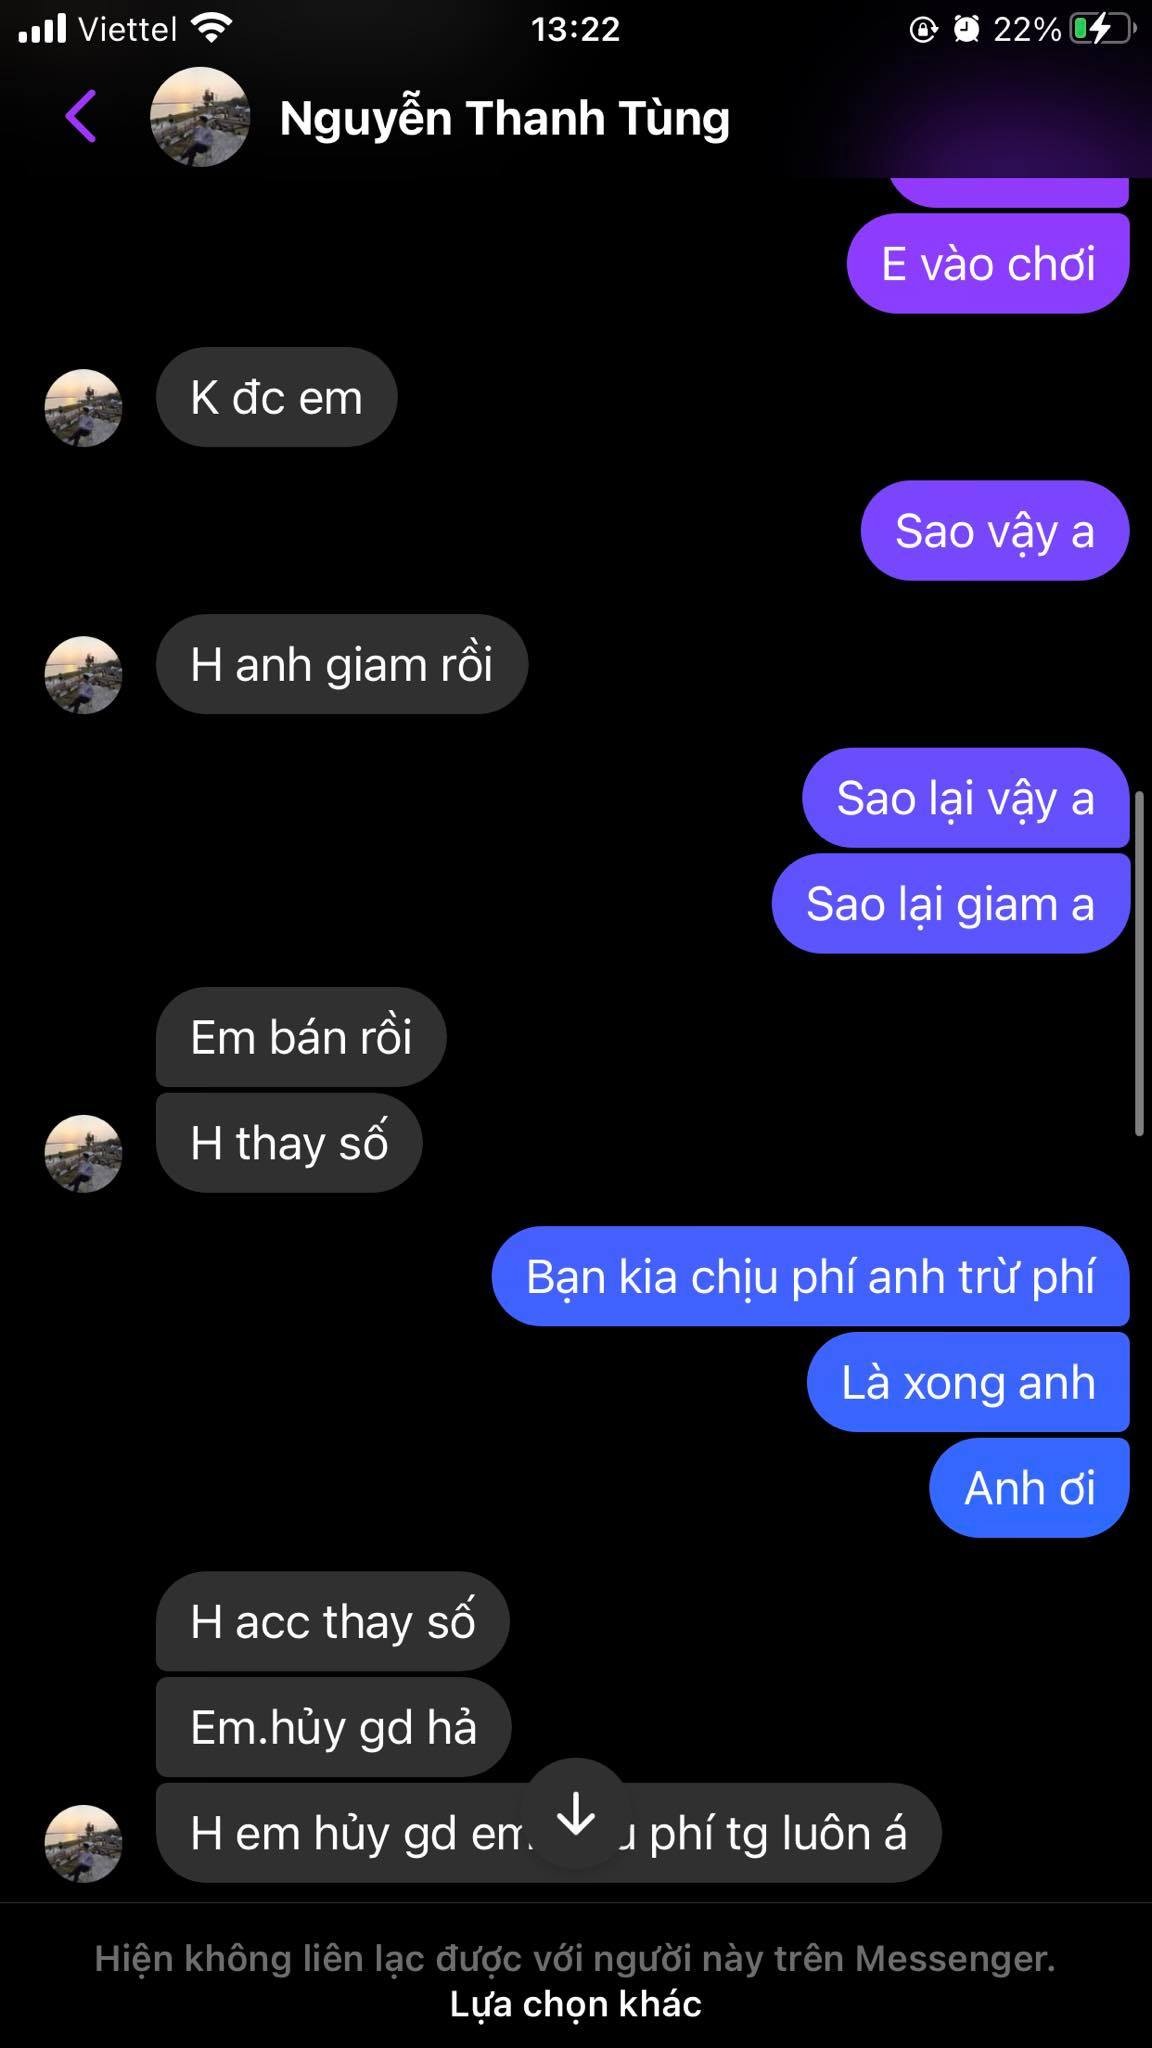 Viettel
13:22
22%
Nguyễn Thanh Tùng
E vào chơi
K đc em
Sao vậy a
H anh giam rồi
Sao lại vậy a
Sao lại giam a
Em bán rồi
H thay số
Bạn kia chịu phí anh trừ phí
Là xong anh
Anh ơi
H acc thay số
Em.hủy gd hả
H em hủy gd em phí tg luôn á
Hiện không liên lạc được với người này trên Messenger.
Lựa chọn khác